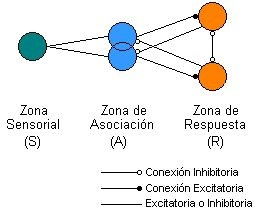 Zona Sensorial (S)
Zona de Asociación (A)
Zona de Respuesta (R)
Conexión Inhibitoria
Conexión Excitatoria
Excitatoria o Inhibitoria